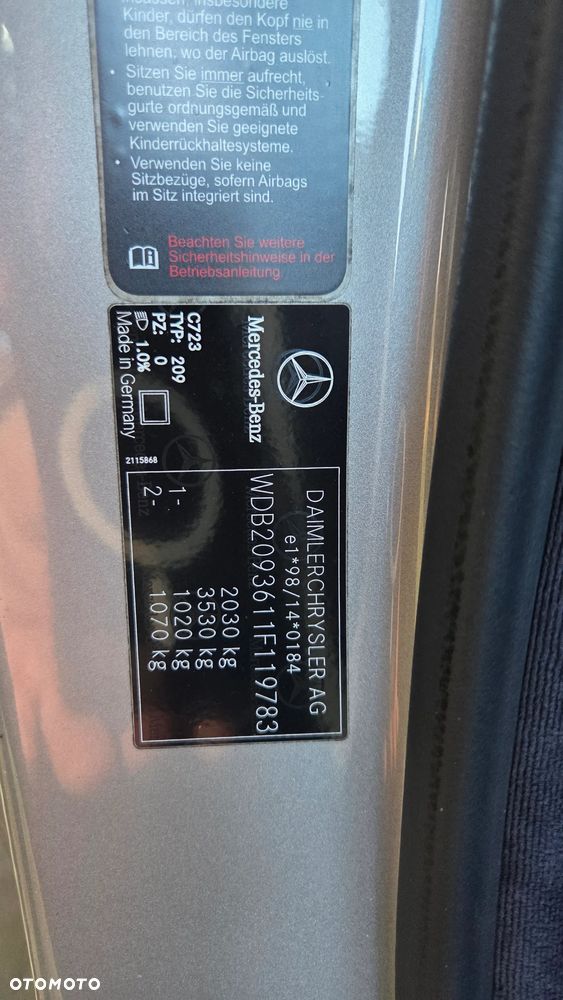 Insassen, insbesondere
Kinder, dürfen den Kopf nie in
den Bereich des Fensters
lehnen, wo der Airbag auslöst.
• Sitzen Sie immer aufrecht,
benutzen Sie die Sicherheits-
gurte ordnungsgemäß und
verwenden Sie geeignete
Kinderrückhaltesysteme.
• Verwenden Sie keine
Sitzbezüge, sofern Airbags
im Sitz integriert sind.
Beachten Sie weitere
Sicherheitshinweise in der
Betriebsanleitung.
Mercedes-Benz
C723
TYP: 209
PZ: 0
1.0%
Made in Germany
2115868
DAIMLERCHRYSLER AG
e1*98/14*0184
WDB2093611F119783
2030 kg
3530 kg
1- 1020 kg
2- 1070 kg
OTOMOTO